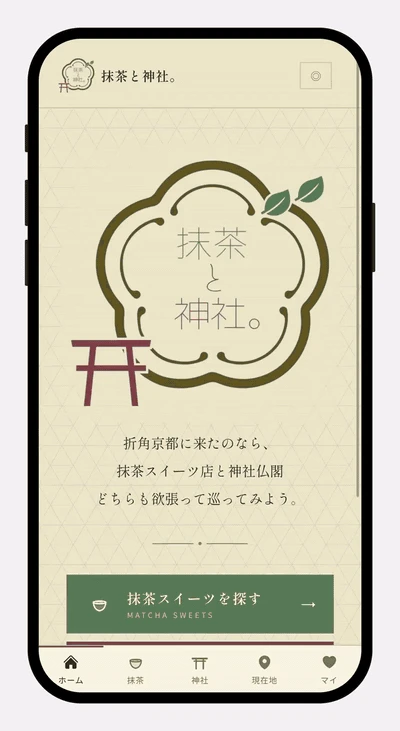 抹茶と神社。
抹茶
と
神社。
折角京都に来たのなら、
抹茶スイーツ店と神社仏閣
どちらも欲張って巡ってみよう。
抹茶スイーツを探す
MATCHA SWEETS
→
ホーム 抹茶 神社 現在地 マイ